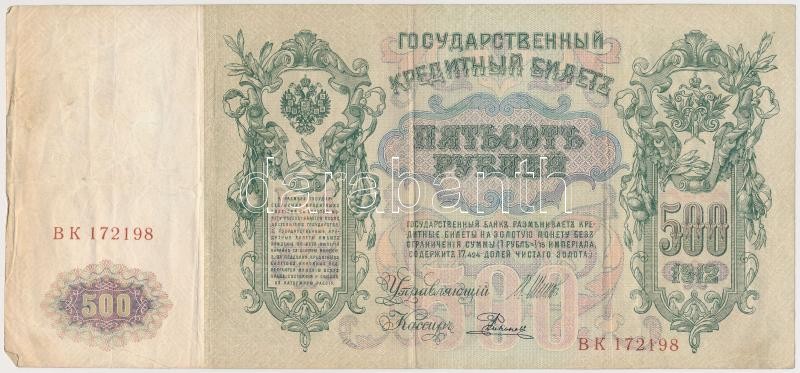 ГОСУДАРСТВЕННЫЙ
КРЕДИТНЫЙ БИЛЕТЪ
ПЯТЬСОТЪ
РУБЛЕЙ
darabanth
ГОСУДАРСТВЕННЫЙ БАНКЪ РАЗМѢНИВАЕТЪ КРЕ-
ДИТНЫЕ БИЛЕТЫ НА ЗОЛОТУЮ МОНЕТУ БЕЗЪ
ОГРАНИЧЕНІЯ СУММЫ (1 РУБЛЬ=1/15 ИМПЕРІАЛА,
СОДЕРЖИТЪ 17,424 ДОЛЕЙ ЧИСТАГО ЗОЛОТА).
ВК 172198
500
500
1912
500
Управляющій
Кассиръ
ВК 172198